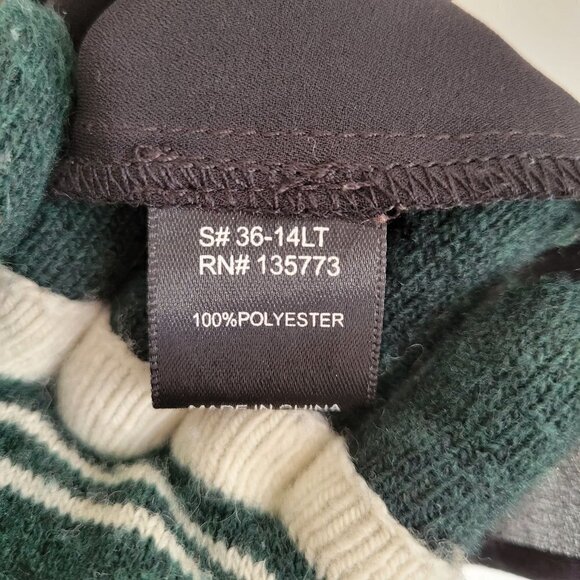 S# 36-14LT
RN# 135773
100%POLYESTER
MADE IN CHINA